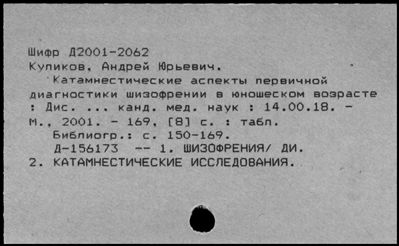 Шифр Д2001-2062
Куликов, Андрей Юрьевич.
Катамнестические аспекты первичной
диагностики шизофрении в юношеском возрасте
: Дис. ... канд. мед. наук : 14.00.18. -
М., 2001. - 169, [8] с. : табл.
Библиогр.: с. 150-169.
Д-156173 -- 1. ШИЗОФРЕНИЯ/ ДИ.
2. КАТАМНЕСТИЧЕСКИЕ ИССЛЕДОВАНИЯ.